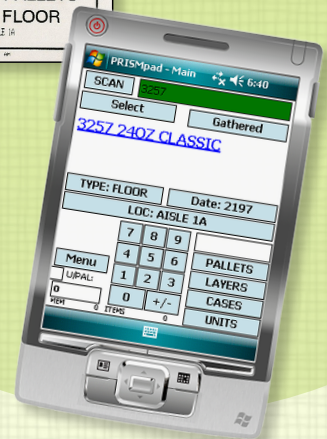 FLOOR
PRISMpad - Main 6:40
SCAN 3257
Select Gathered
3257 24OZ CLASSIC
TYPE: FLOOR Date: 2197
LOC: AISLE 1A
7 8 9
4 5 6 PALLETS
Menu 1 2 3 LAYERS
U/PAL: 0 +/- CASES
0 UNITS
MEM 0 ITEMS 0